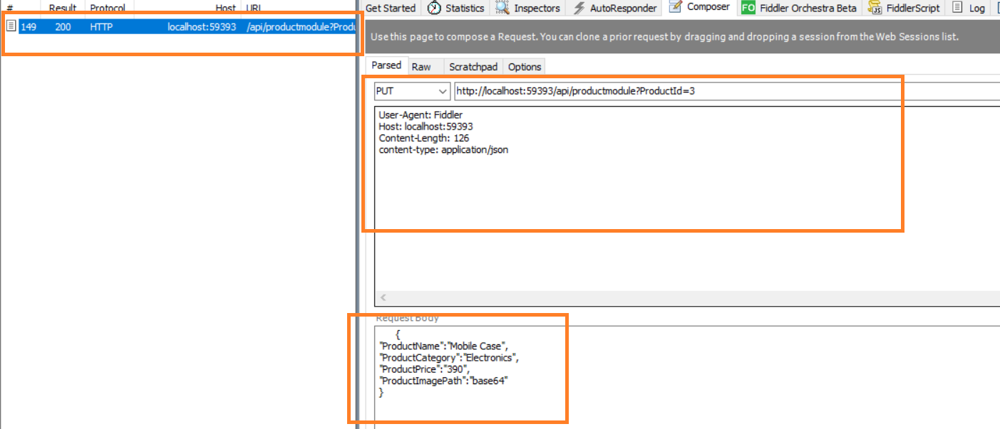 # Result Protocol Host URL
149 200 HTTP localhost:59393 /api/productmodule?Produ
Get Started Statistics Inspectors AutoResponder Composer FO Fiddler Orchestra Beta JS FiddlerScript Log
Use this page to compose a Request. You can clone a prior request by dragging and dropping a session from the Web Sessions list.
Parsed Raw Scratchpad Options
PUT http://localhost:59393/api/productmodule?ProductId=3
User-Agent: Fiddler
Host: localhost:59393
Content-Length: 126
content-type: application/json
Request Body
{
"ProductName":"Mobile Case",
"ProductCategory":"Electronics",
"ProductPrice":"390",
"ProductImagePath":"base64"
}